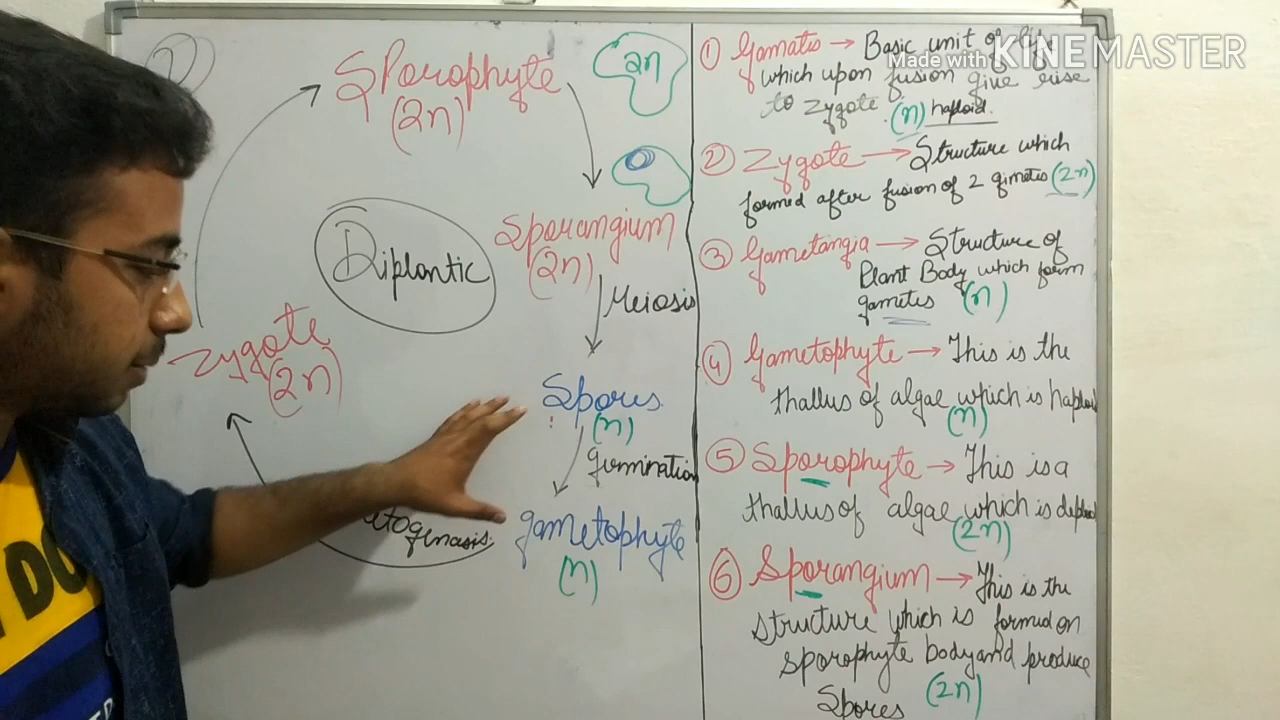 Sporophyte
(2n)
2n
Sporangium
(2n)
Meiosis
Spores
(n)
Germination
gametophyte
(n)
etogenasis.
Zygote
(2n)
Diplontic
1 Gamates → Basic unit of life
which upon fusion give rise
to zygote (n) haploid.
2 Zygote → Structure which
formed after fusion of 2 gametes (2n)
3 Gametangia → Structure of
Plant Body which form
gametes (n)
4 Gametophyte → This is the
thallus of algae which is haploid
(n)
5 Sporophyte → This is a
thallus of algae which is diploid
(2n)
6 Sporangium → This is the
structure which is formed on
sporophyte body and produce
Spores (2n)
Made with KINEMASTER
DO